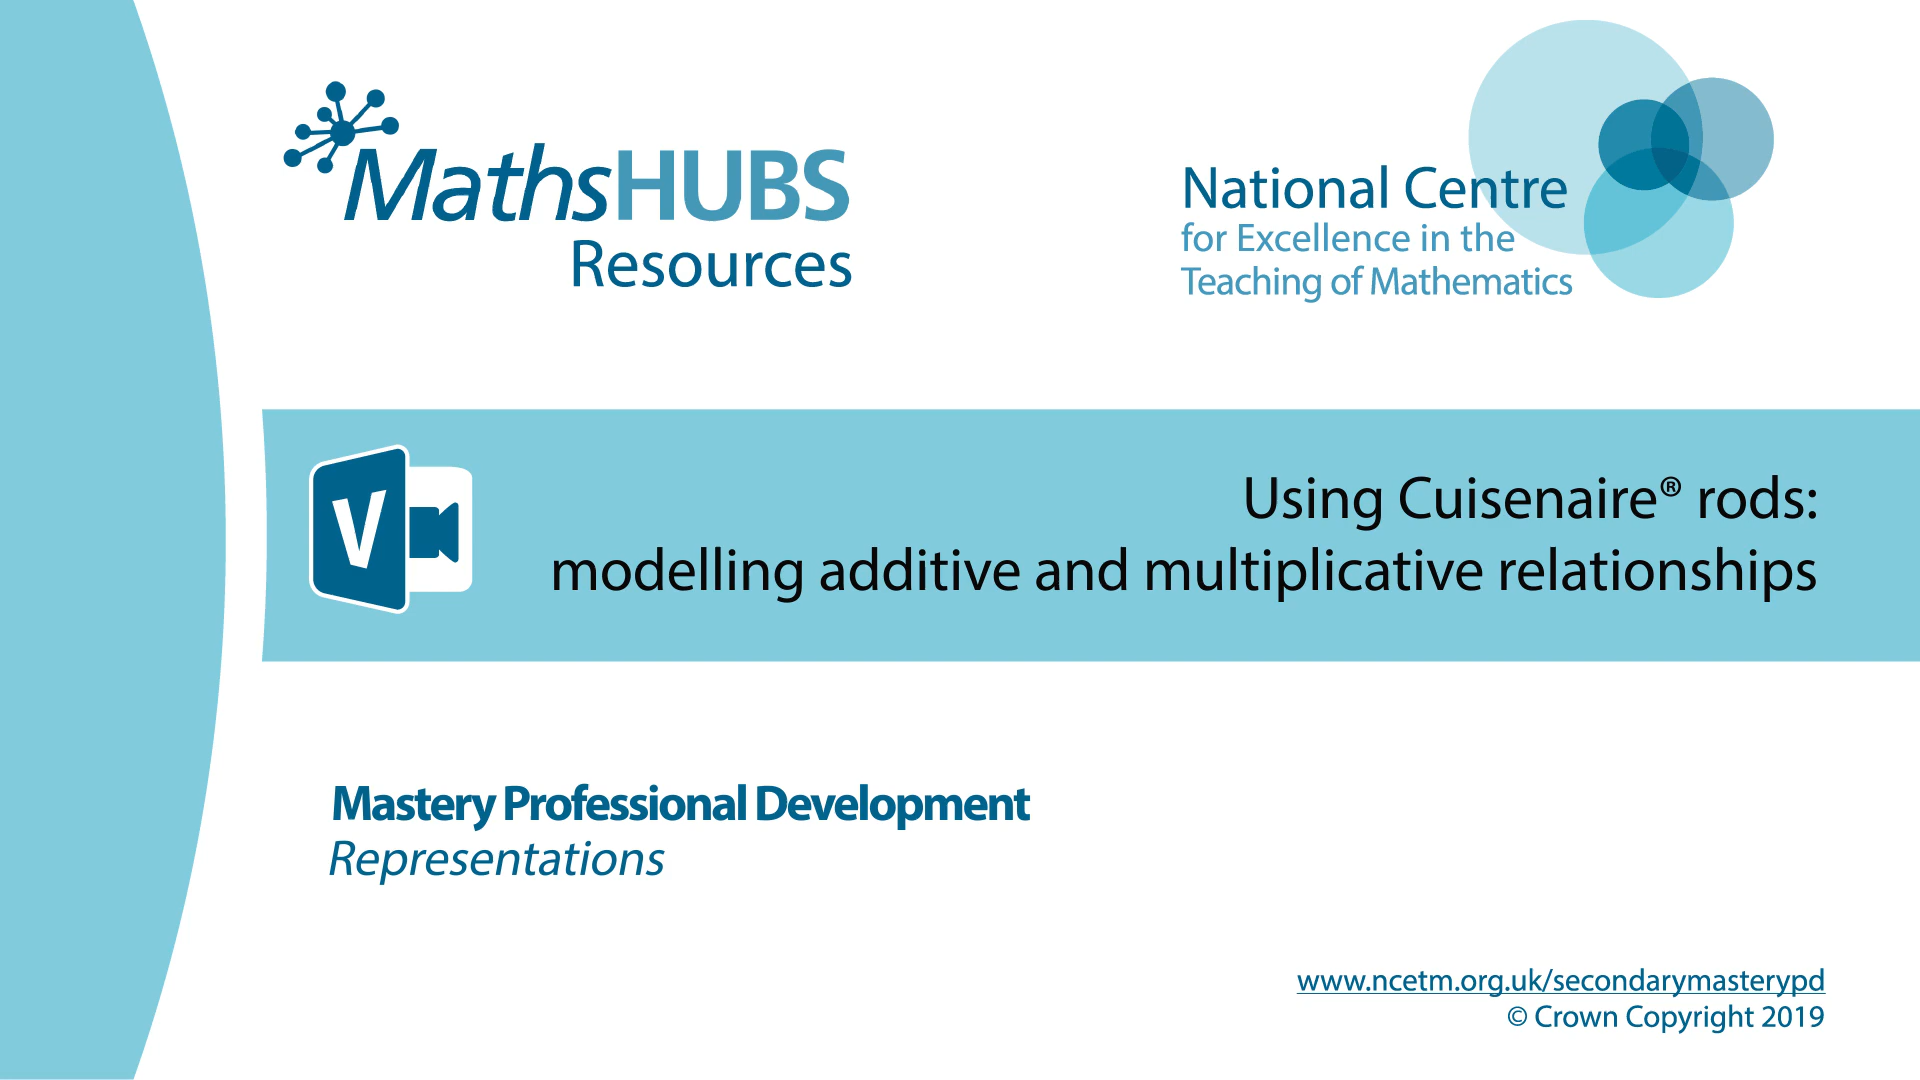 MathsHUBS
Resources
National Centre
for Excellence in the
Teaching of Mathematics
V
Using Cuisenaire® rods:
modelling additive and multiplicative relationships
Mastery Professional Development
Representations
www.ncetm.org.uk/secondarymasterypd
© Crown Copyright 2019